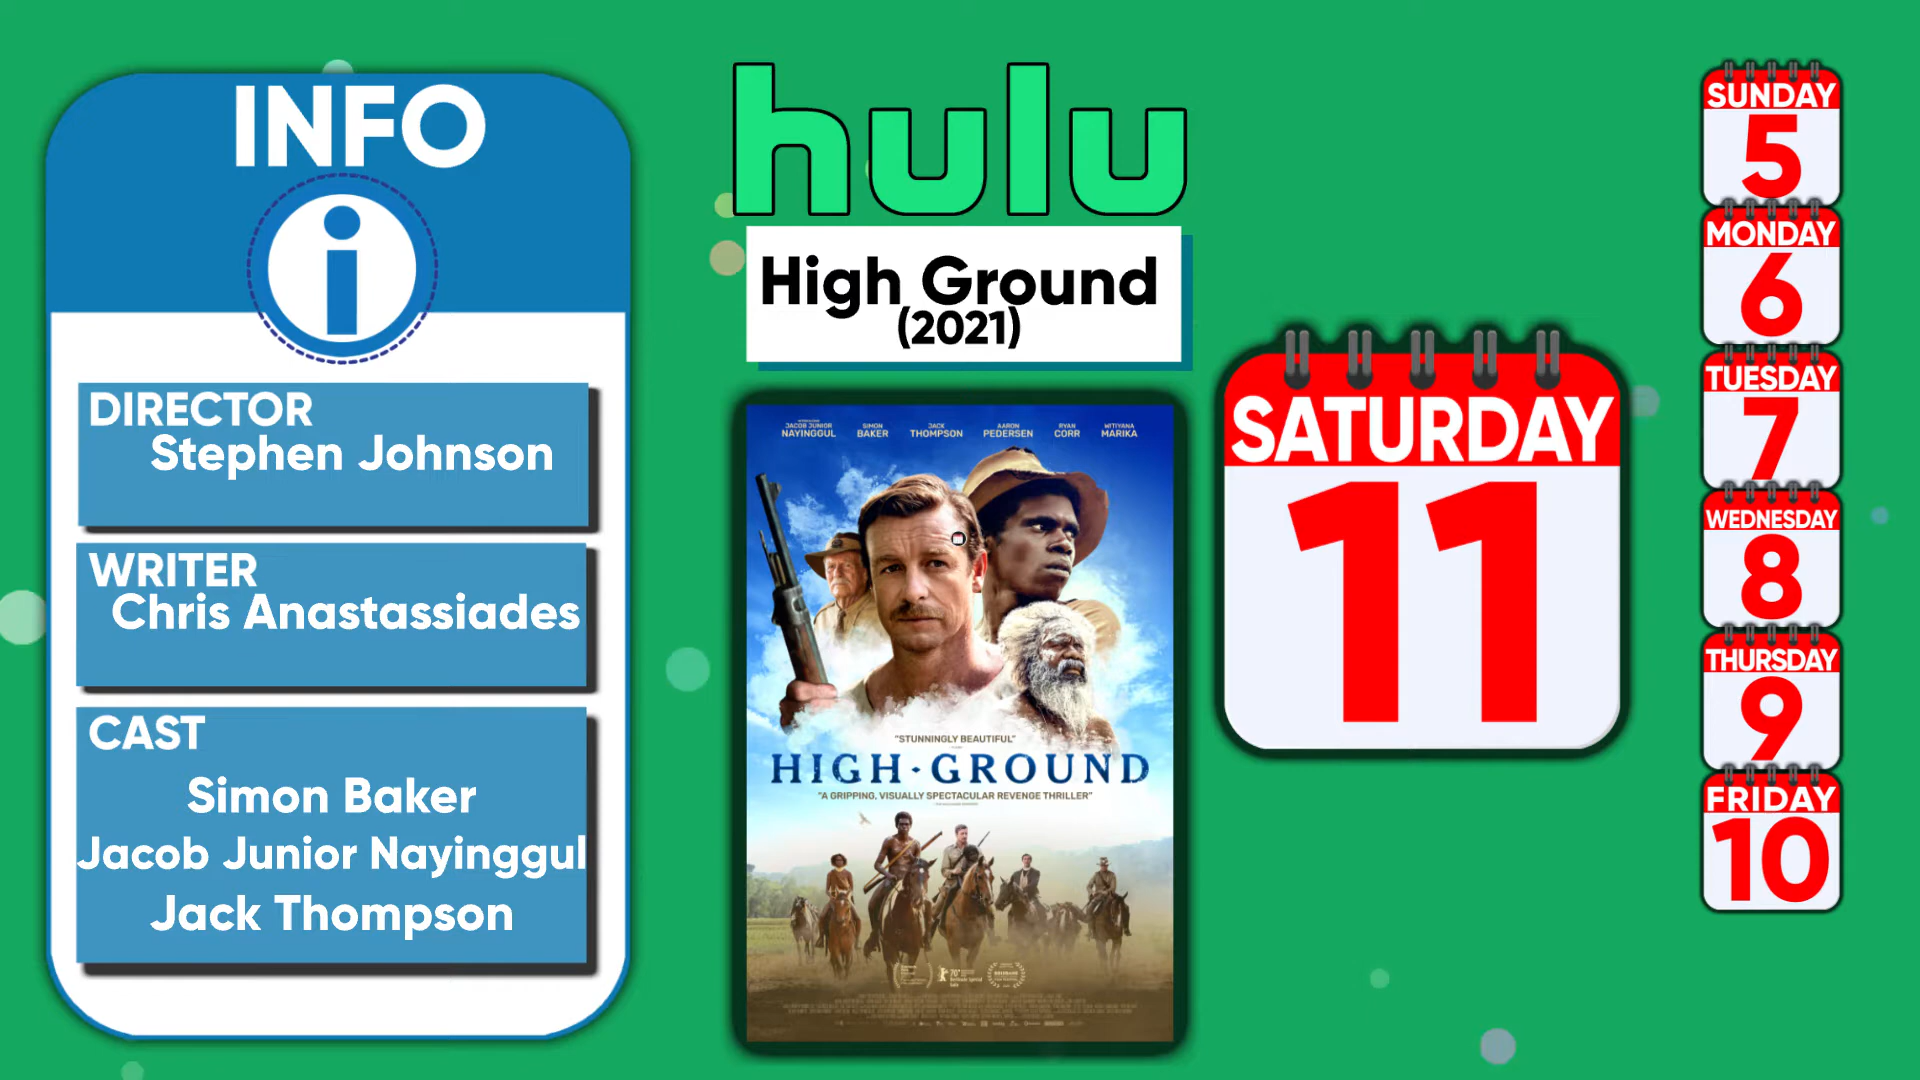 INFO
i
DIRECTOR
Stephen Johnson
WRITER
Chris Anastassiades
CAST
Simon Baker
Jacob Junior Nayinggul
Jack Thompson
hulu
High Ground
(2021)
JACOB JUNIOR NAYINGGUL
SIMON BAKER
JACK THOMPSON
AARON PEDERSEN
RYAN CORR
WITIYANA MARIKA
"STUNNINGLY BEAUTIFUL"
HIGH·GROUND
"A GRIPPING, VISUALLY SPECTACULAR REVENGE THRILLER"
SATURDAY
11
SUNDAY
5
MONDAY
6
TUESDAY
7
WEDNESDAY
8
THURSDAY
9
FRIDAY
10